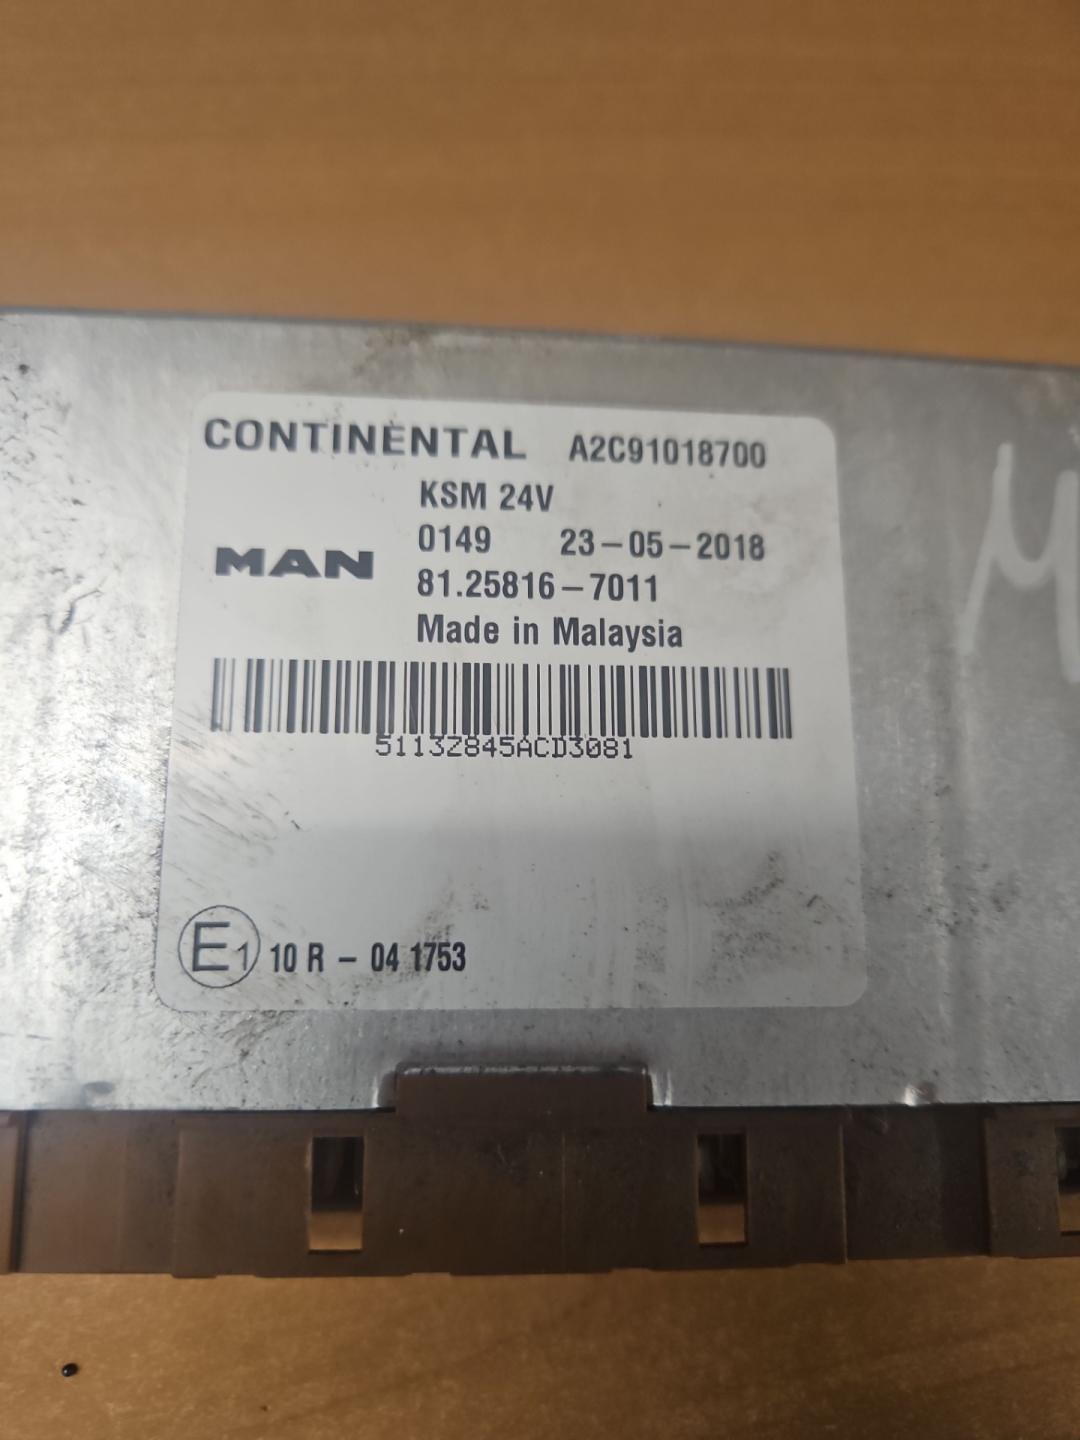 CONTINENTAL A2C91018700
KSM 24V
0149 23-05-2018
MAN 81.25816-7011
Made in Malaysia
5113Z845ACD3081
E1 10 R - 04 1753